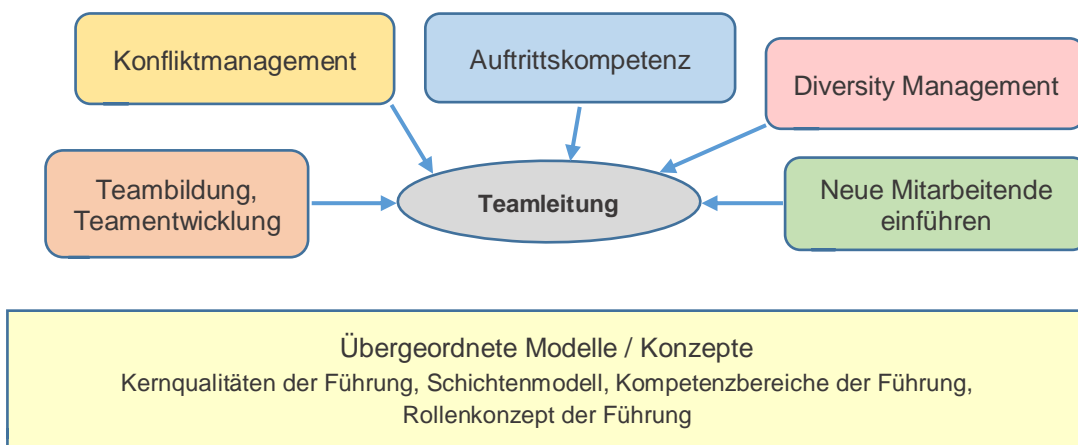 Konfliktmanagement
Auftrittskompetenz
Diversity Management
Teambildung,
Teamentwicklung
Teamleitung
Neue Mitarbeitende
einführen
Übergeordnete Modelle / Konzepte
Kernqualitäten der Führung, Schichtenmodell, Kompetenzbereiche der Führung,
Rollenkonzept der Führung